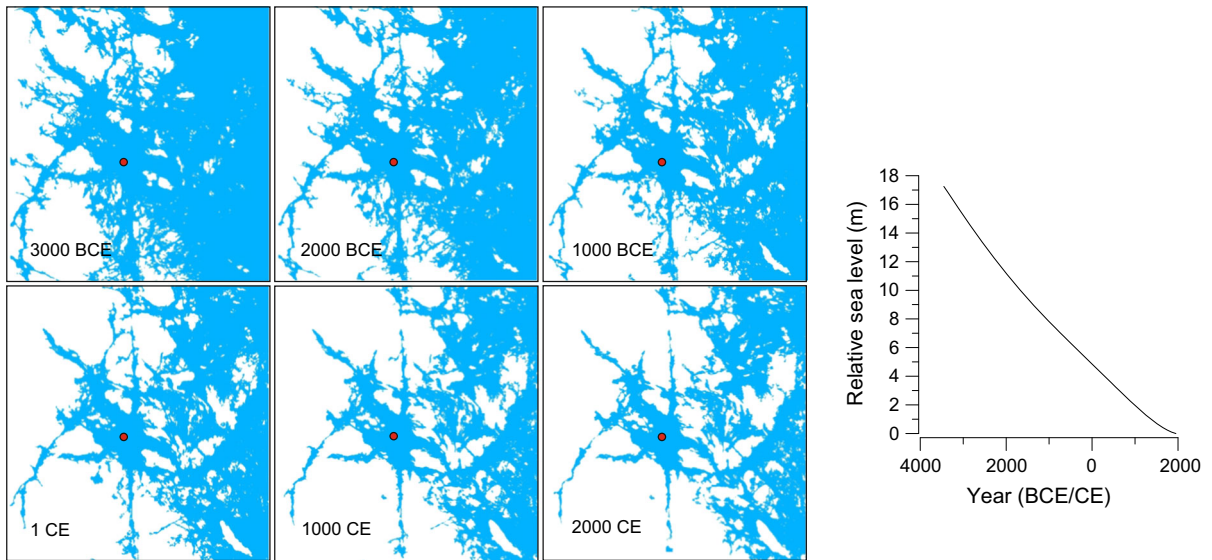 3000 BCE
2000 BCE
1000 BCE
1 CE
1000 CE
2000 CE
Relative sea level (m)
18
16
14
12
10
8
6
4
2
0
4000 2000 0 2000
Year (BCE/CE)